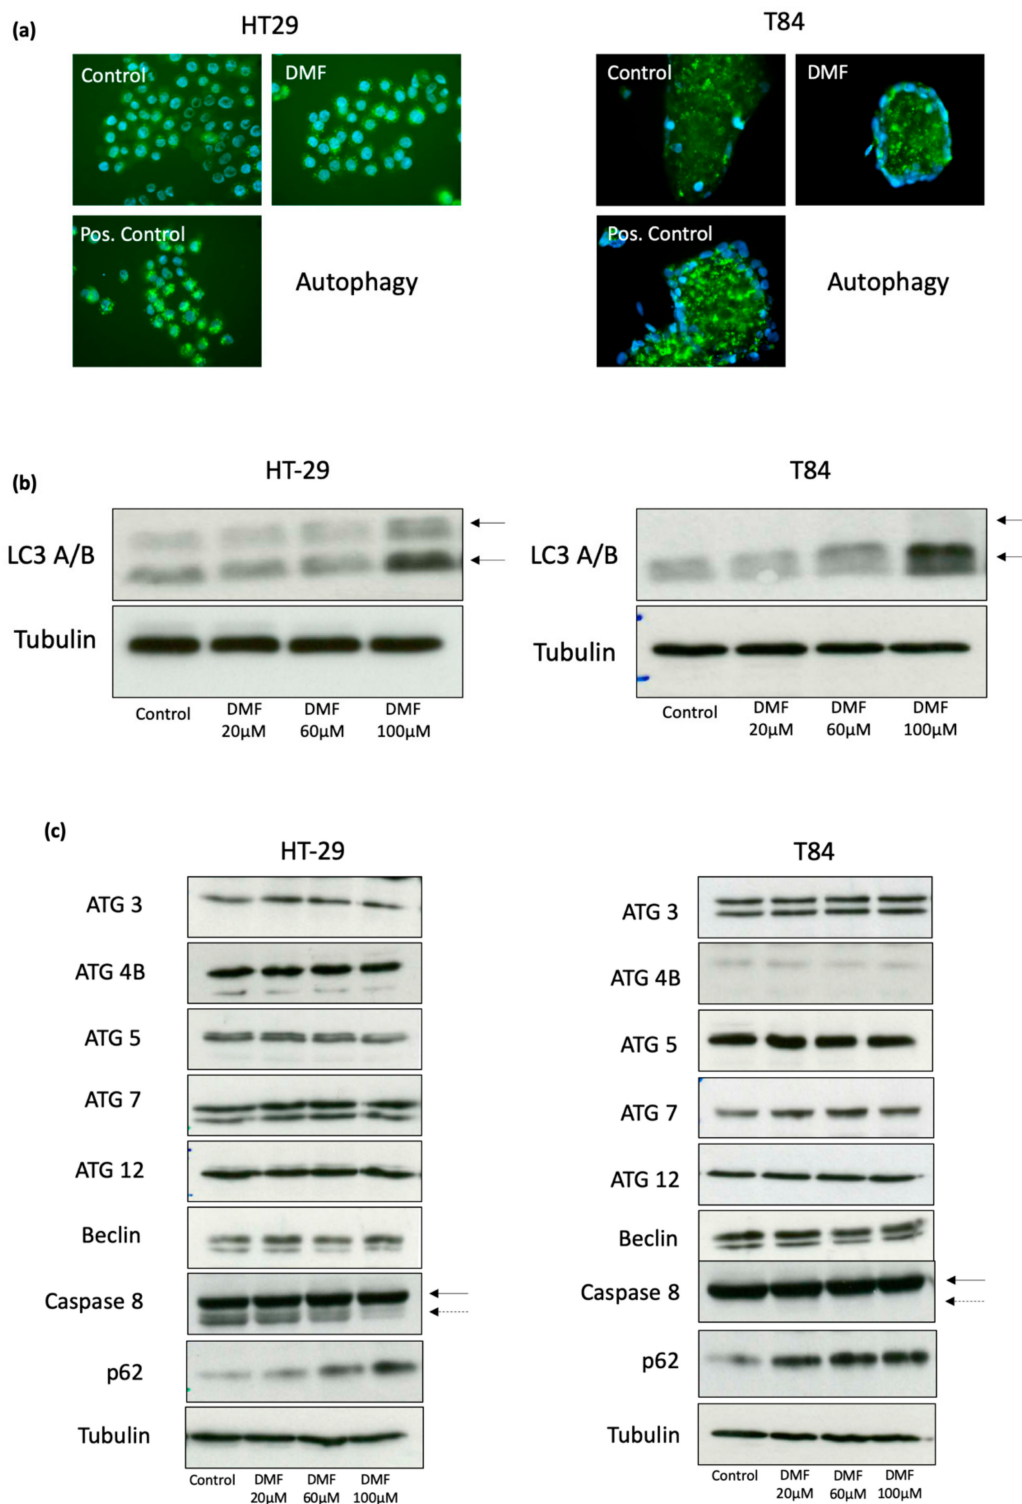 (a)
HT29
T84
Control
DMF
Control
DMF
Pos. Control
Autophagy
Pos. Control
Autophagy
(b)
HT-29
T84
LC3 A/B
LC3 A/B
Tubulin
Tubulin
Control
DMF
20µM
DMF
60µM
DMF
100µM
Control
DMF
20µM
DMF
60µM
DMF
100µM
(c)
HT-29
T84
ATG 3
ATG 4B
ATG 5
ATG 7
ATG 12
Beclin
Caspase 8
p62
Tubulin
Control
DMF
20µM
DMF
60µM
DMF
100µM
ATG 3
ATG 4B
ATG 5
ATG 7
ATG 12
Beclin
Caspase 8
p62
Tubulin
Control
DMF
20µM
DMF
60µM
DMF
100µM